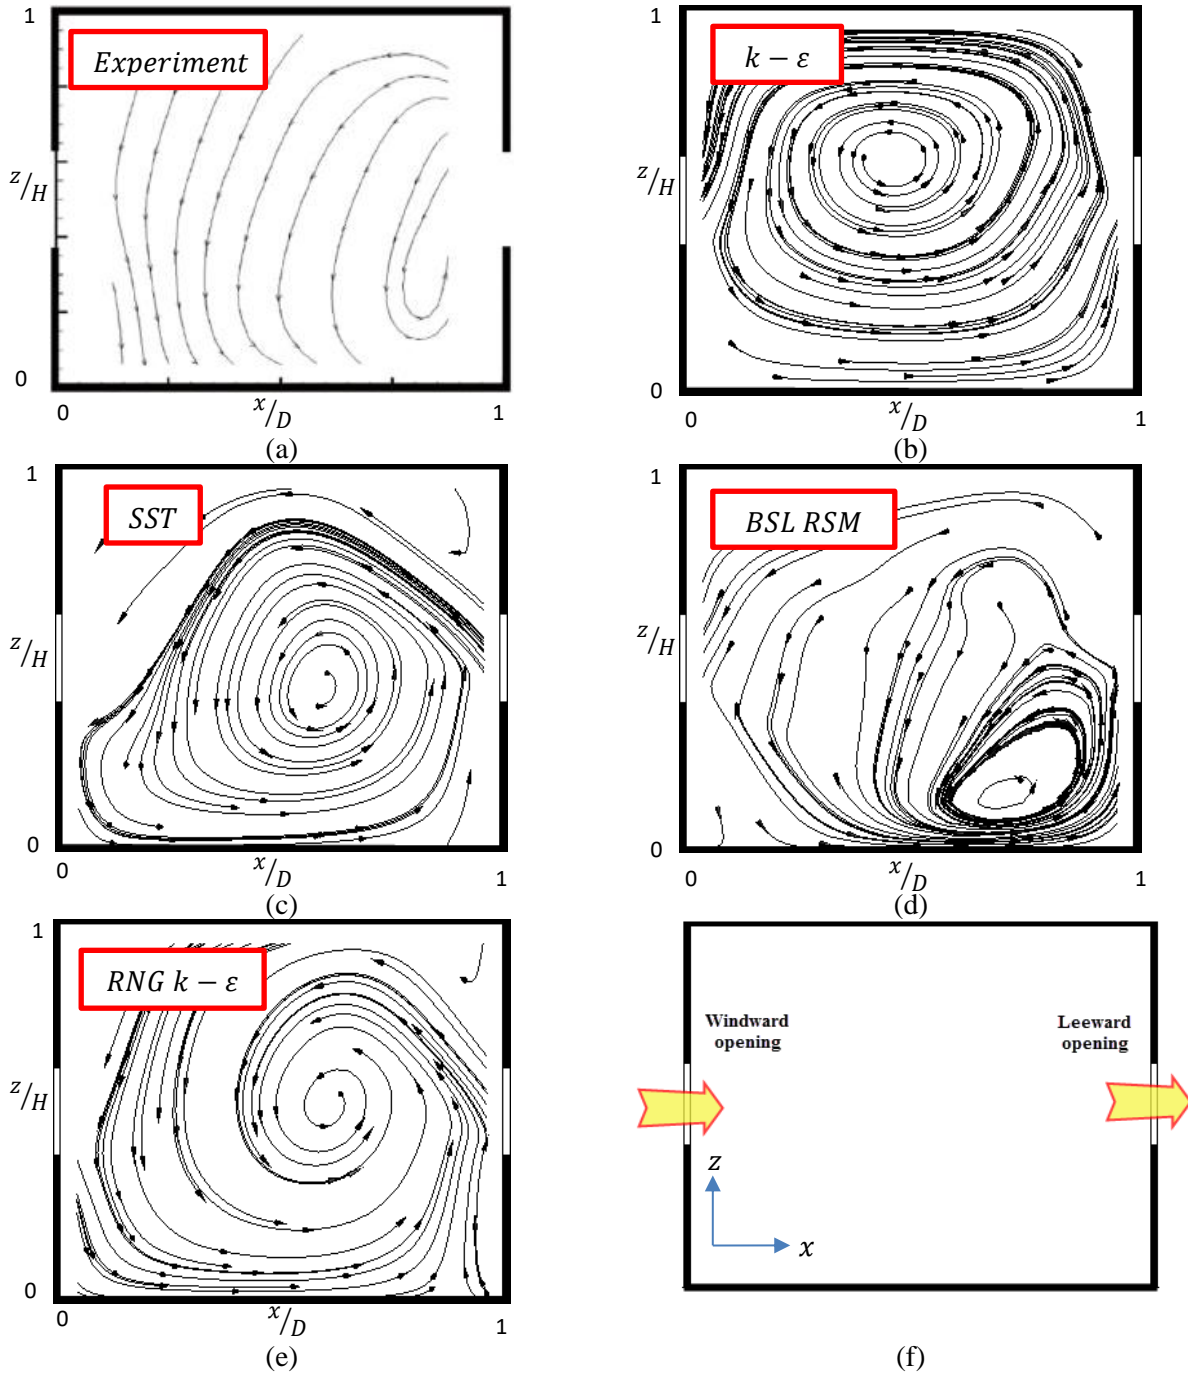 1
Experiment
z/H
0
0
x/D
1
(a)
1
k − ε
z/H
0
0
x/D
1
(b)
1
SST
z/H
0
0
x/D
1
(c)
1
BSL RSM
z/H
0
0
x/D
1
(d)
1
RNG k − ε
z/H
0
0
x/D
1
(e)
Windward
opening
Leeward
opening
z
x
(f)